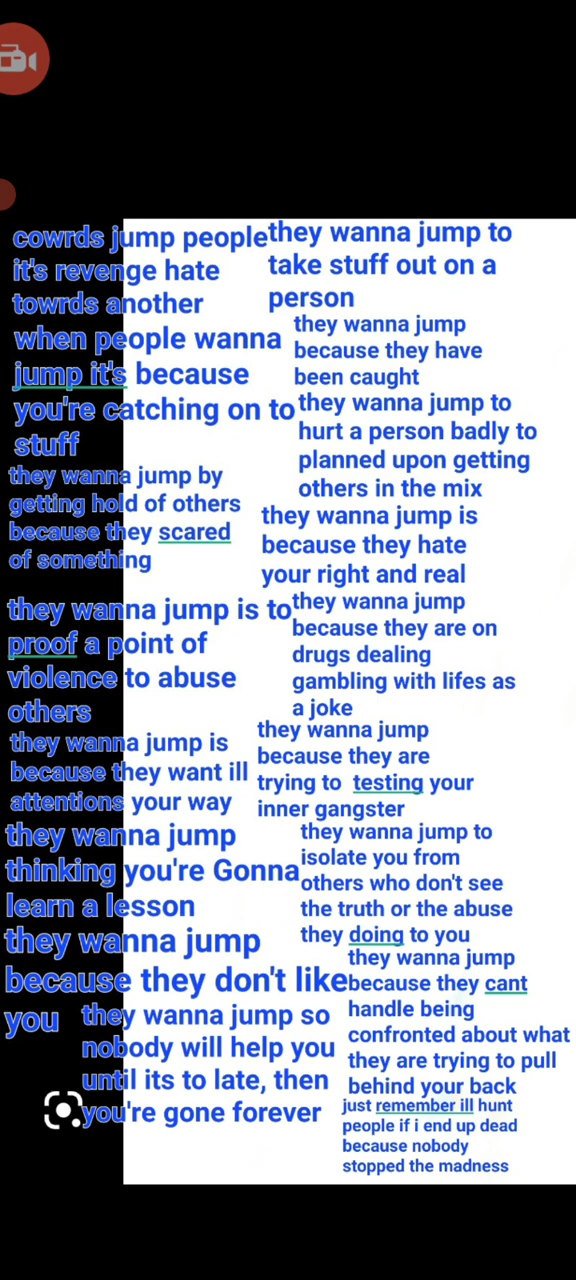 cowrds jump people
it's revenge hate
towrds another
when people wanna
jump it's because
you're catching on to
stuff
they wanna jump by
getting hold of others
because they scared
of something
they wanna jump is to
proof a point of
violence to abuse
others
they wanna jump is
because they want ill
attentions your way
they wanna jump
thinking you're Gonna
learn a lesson
they wanna jump
because they don't like
you
they wanna jump so
nobody will help you
until its to late, then
you're gone forever
they wanna jump to
take stuff out on a
person
they wanna jump
because they have
been caught
they wanna jump to
hurt a person badly to
planned upon getting
others in the mix
they wanna jump is
because they hate
your right and real
they wanna jump
because they are on
drugs dealing
gambling with lifes as
a joke
they wanna jump
because they are
trying to testing your
inner gangster
they wanna jump to
isolate you from
others who don't see
the truth or the abuse
they doing to you
they wanna jump
because they cant
handle being
confronted about what
they are trying to pull
behind your back
just remember ill hunt
people if i end up dead
because nobody
stopped the madness